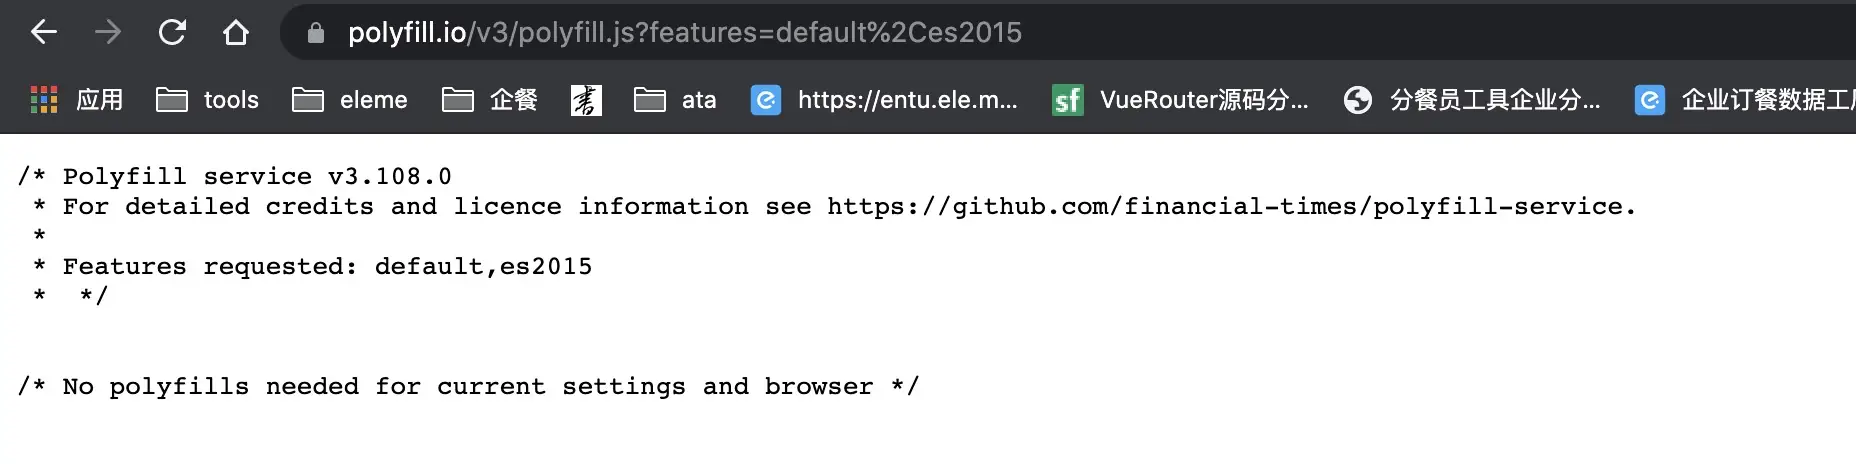 polyfill.io/v3/polyfill.js?features=default%2Ces2015
应用 tools eleme 企餐 書 ata https://entu.ele.m... sf VueRouter源码分... 分餐员工具企业分... 企业订餐数据工
/* Polyfill service v3.108.0
 * For detailed credits and licence information see https://github.com/financial-times/polyfill-service.
 *
 * Features requested: default,es2015
 *  */
/* No polyfills needed for current settings and browser */